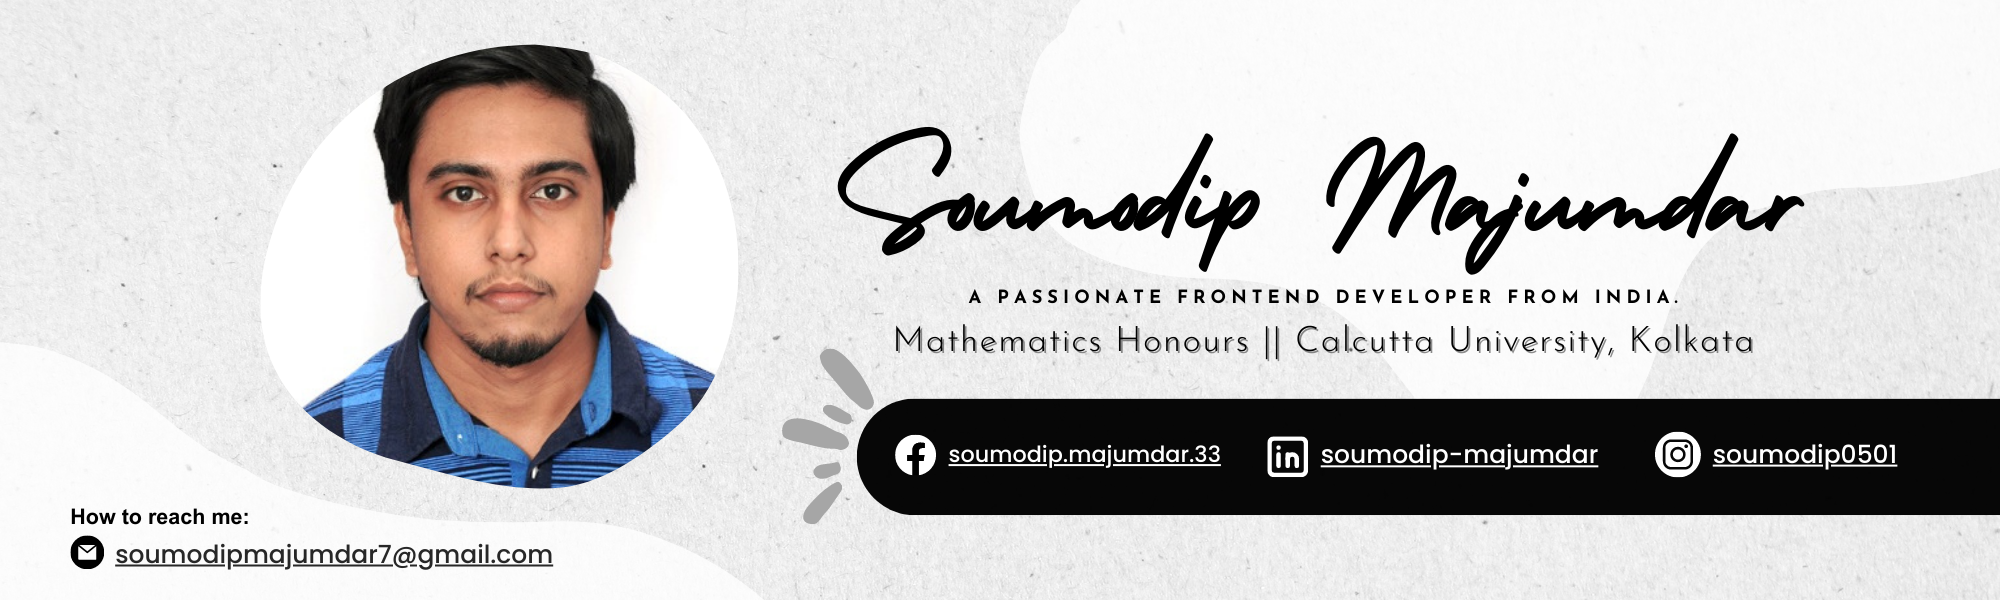 Soumodip Majumdar
A PASSIONATE FRONTEND DEVELOPER FROM INDIA.
Mathematics Honours || Calcutta University, Kolkata
soumodip.majumdar.33 soumodip-majumdar soumodip0501
How to reach me:
soumodipmajumdar7@gmail.com